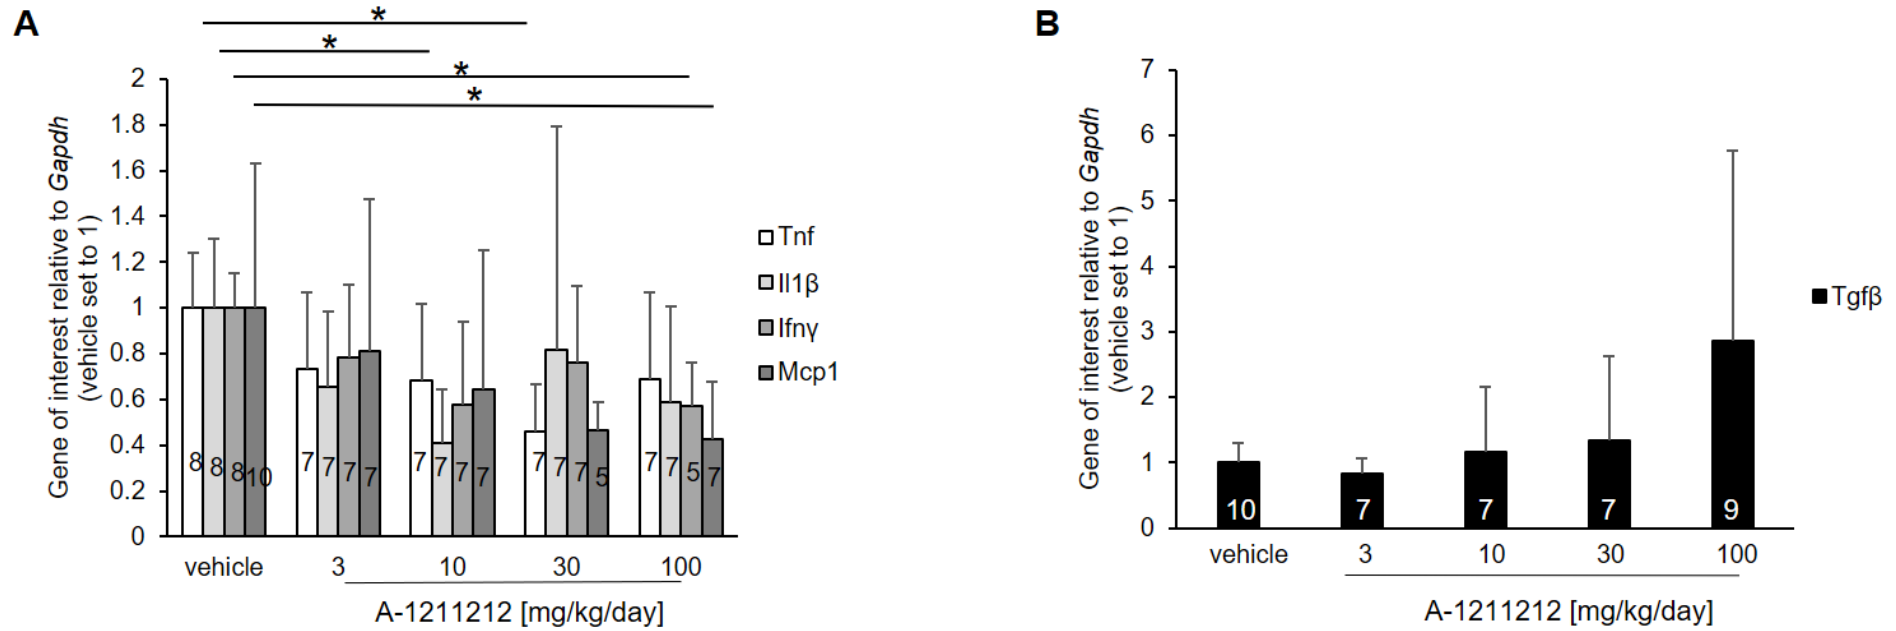 A
*
*
*
*
Gene of interest relative to Gapdh
(vehicle set to 1)
2
1.8
1.6
1.4
1.2
1
0.8
0.6
0.4
0.2
0
8 8 8 10
7 7 7 7
7 7 7 7
7 7 7 5
7 7 5 7
vehicle 3 10 30 100
A-1211212 [mg/kg/day]
Tnf
Il1β
Ifnγ
Mcp1
B
Gene of interest relative to Gapdh
(vehicle set to 1)
7
6
5
4
3
2
1
0
10 7 7 7 9
vehicle 3 10 30 100
A-1211212 [mg/kg/day]
Tgfβ